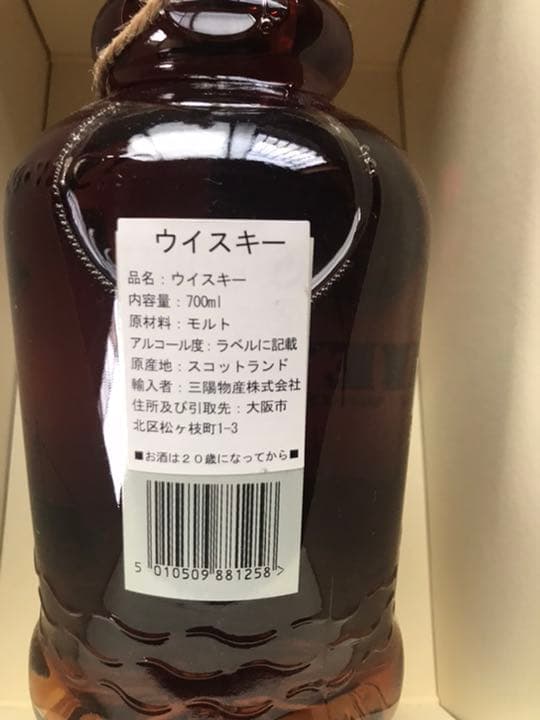 ウイスキー
品名：ウイスキー
内容量：700ml
原材料：モルト
アルコール度：ラベルに記載
原産地：スコットランド
輸入者：三陽物産株式会社
住所及び引取先：大阪市
北区松ヶ枝町1-3
■お酒は２０歳になってから■
5 010509 881258 >